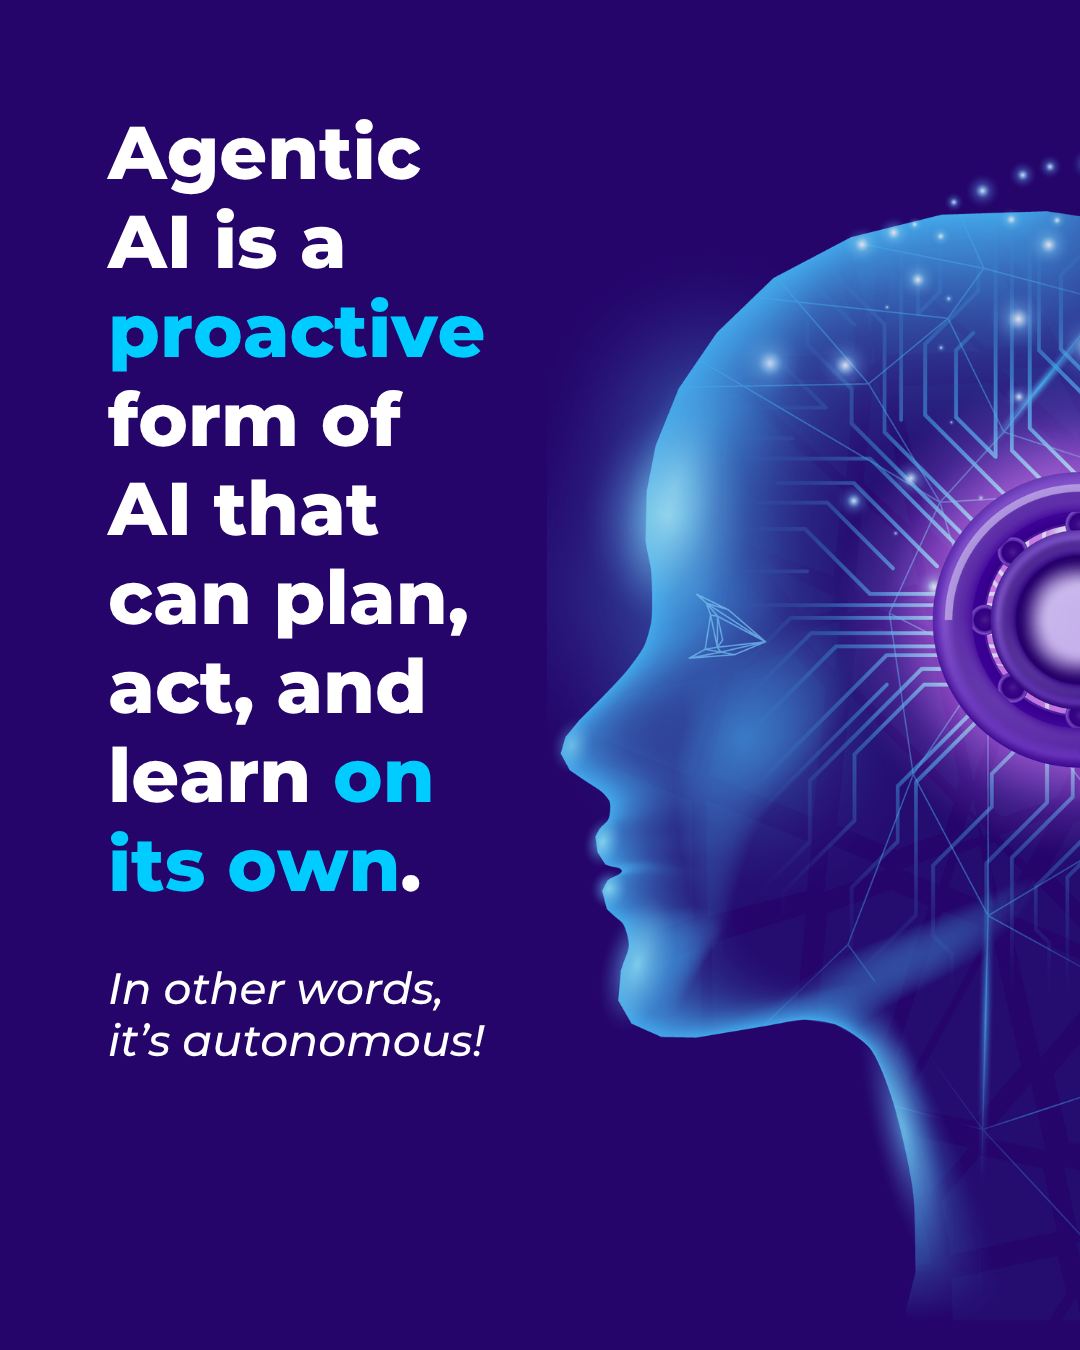 Agentic
AI is a
proactive
form of
AI that
can plan,
act, and
learn on
its own.
In other words,
it’s autonomous!